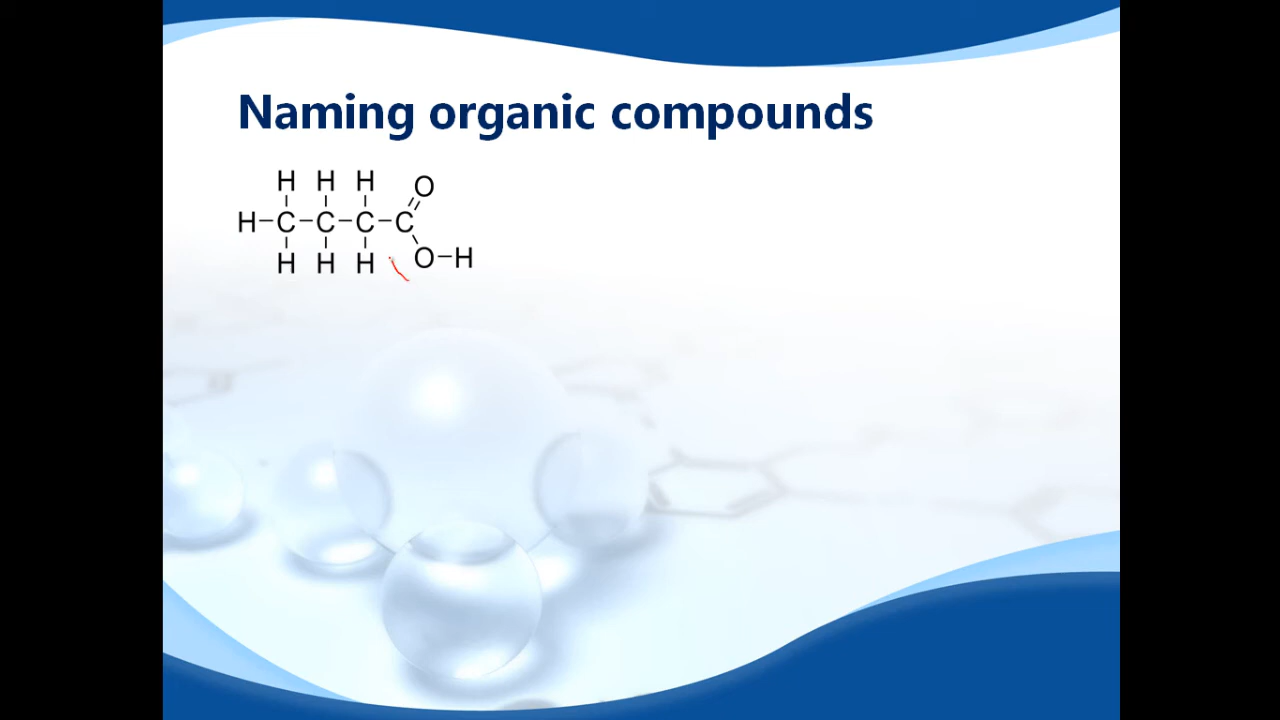 Naming organic compounds
H H H O
H-C-C-C-C
H H H O-H